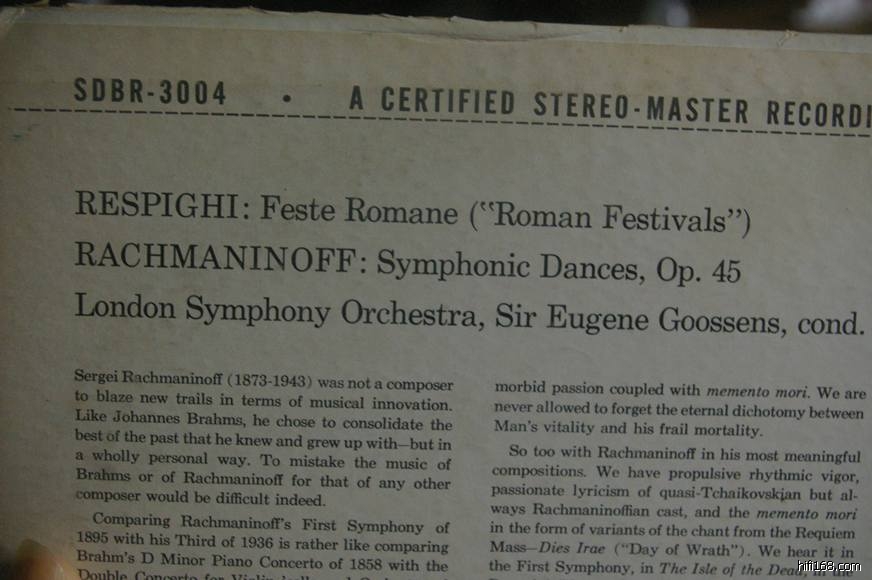 SDBR-3004 • A CERTIFIED STEREO-MASTER RECORDI
RESPIGHI: Feste Romane ("Roman Festivals")
RACHMANINOFF: Symphonic Dances, Op. 45
London Symphony Orchestra, Sir Eugene Goossens, cond.
Sergei Rachmaninoff (1873-1943) was not a composer
to blaze new trails in terms of musical innovation.
Like Johannes Brahms, he chose to consolidate the
best of the past that he knew and grew up with—but in
a wholly personal way. To mistake the music of
Brahms or of Rachmaninoff for that of any other
composer would be difficult indeed.
Comparing Rachmaninoff's First Symphony of
1895 with his Third of 1936 is rather like comparing
Brahm's D Minor Piano Concerto of 1858 with the
Double Concerto for Violin
morbid passion coupled with memento mori. We are
never allowed to forget the eternal dichotomy between
Man's vitality and his frail mortality.
So too with Rachmaninoff in his most meaningful
compositions. We have propulsive rhythmic vigor,
passionate lyricism of quasi-Tchaikovskian but al-
ways Rachmaninoffian cast, and the memento mori
in the form of variants of the chant from the Requiem
Mass—Dies Irae ("Day of Wrath"). We hear it in
the First Symphony, in The Isle of the Dead, in the
hifi168.com